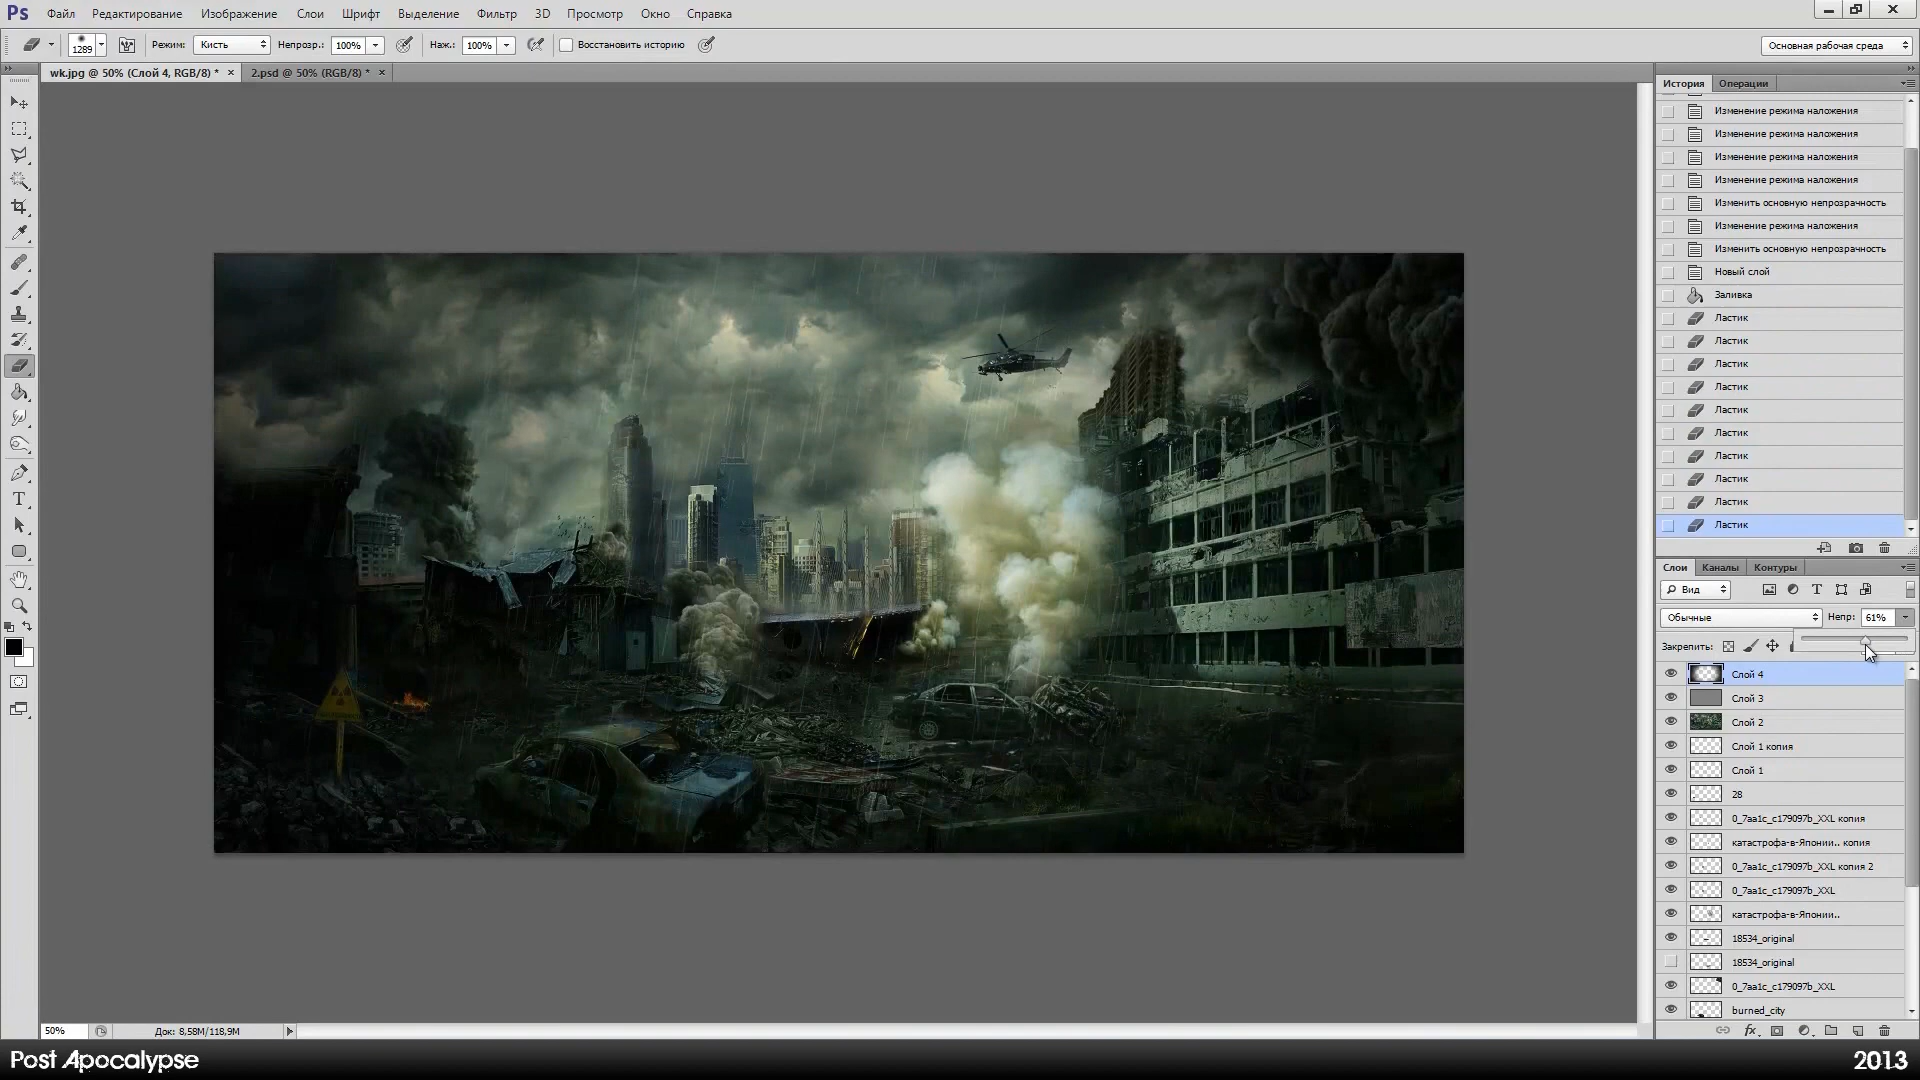 Ps Файл Редактирование Изображение Слои Шрифт Выделение Фильтр 3D Просмотр Окно Справка
1289 Режим: Кисть Непрозр.: 100% Наж.: 100% Восстановить историю Основная рабочая среда
wk.jpg @ 50% (Слой 4, RGB/8) * × 2.psd @ 50% (RGB/8) * ×
История Операции
Изменение режима наложения
Изменение режима наложения
Изменение режима наложения
Изменение режима наложения
Изменить основную непрозрачность
Изменение режима наложения
Изменить основную непрозрачность
Новый слой
Заливка
Ластик
Ластик
Ластик
Ластик
Ластик
Ластик
Ластик
Ластик
Ластик
Ластик
Слои Каналы Контуры
Вид
Обычные Непр: 61%
Закрепить:
Слой 4
Слой 3
Слой 2
Слой 1 копия
Слой 1
28
0_7aa1c_c179097b_XXL копия
катастрофа-в-Японии.. копия
0_7aa1c_c179097b_XXL копия 2
0_7aa1c_c179097b_XXL
катастрофа-в-Японии..
18534_original
18534_original
0_7aa1c_c179097b_XXL
burned_city
fx
50% Док: 8,58M/118,9M
Post Apocalypse 2013